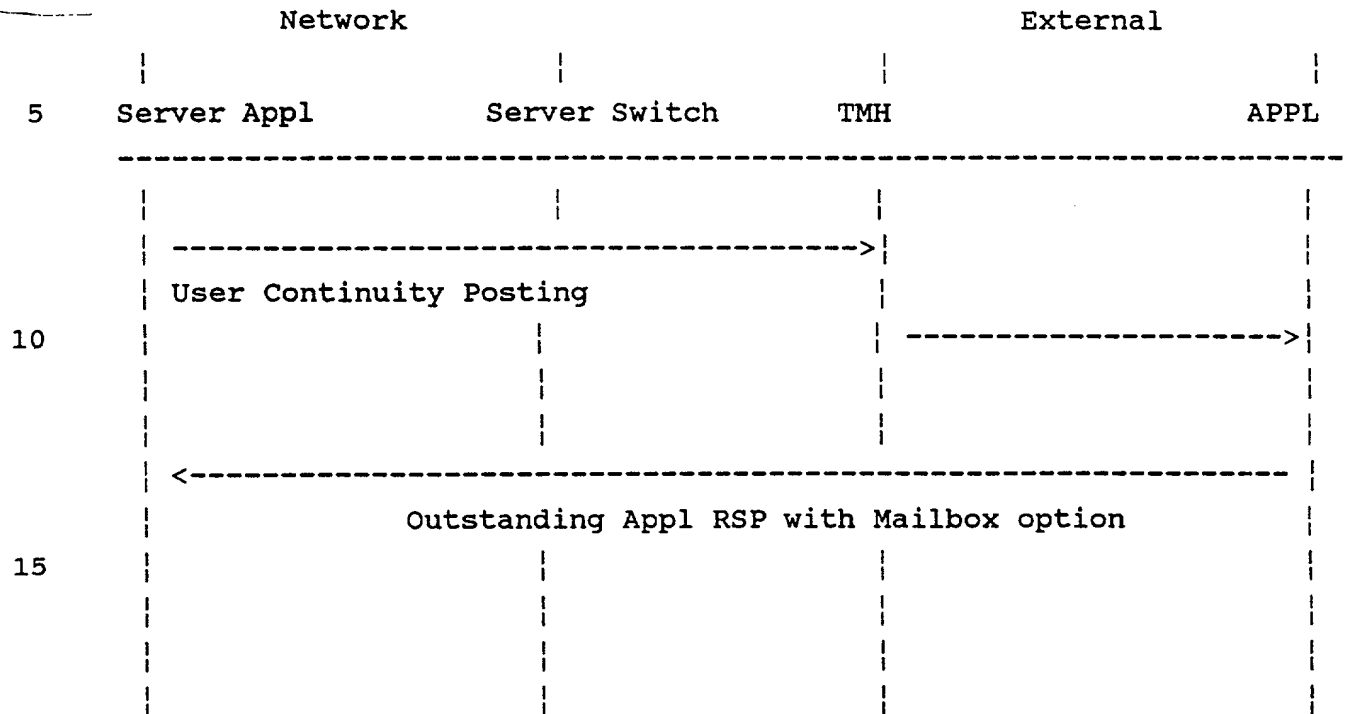 Network External
5 Server Appl Server Switch TMH APPL
User Continuity Posting
10
Outstanding Appl RSP with Mailbox option
15